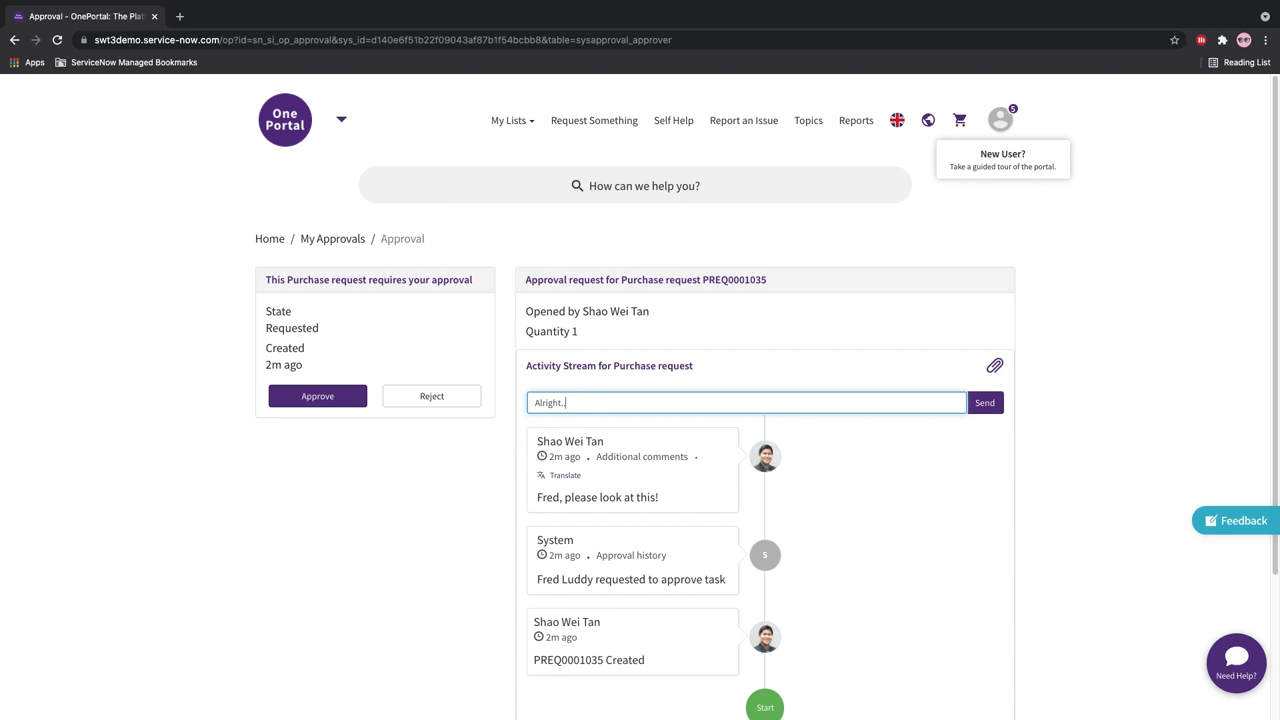 Approval - OnePortal: The Plat
swt3demo.service-now.com/op?id=sn_si_op_approval&sys_id=d140e6f51b22f09043af87b1f54bcbb8&table=sysapproval_approver
Apps
ServiceNow Managed Bookmarks
Reading List
One
Portal
My Lists
Request Something
Self Help
Report an Issue
Topics
Reports
5
New User?
Take a guided tour of the portal.
How can we help you?
Home / My Approvals / Approval
This Purchase request requires your approval
State
Requested
Created
2m ago
Approve
Reject
Approval request for Purchase request PREQ0001035
Opened by Shao Wei Tan
Quantity 1
Activity Stream for Purchase request
Alright..
Send
Shao Wei Tan
2m ago • Additional comments •
Translate
Fred, please look at this!
System
2m ago • Approval history
Fred Luddy requested to approve task
S
Shao Wei Tan
2m ago
PREQ0001035 Created
Start
Feedback
Need Help?